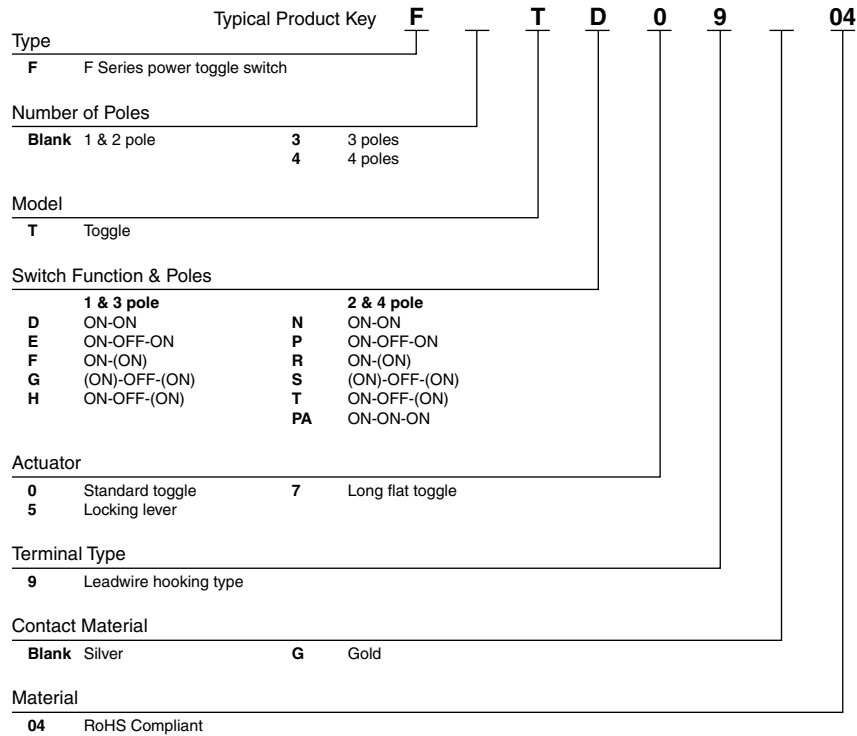 Typical Product Key F T D 0 9 04
Type
F F Series power toggle switch
Number of Poles
Blank 1 & 2 pole 3 3 poles
4 4 poles
Model
T Toggle
Switch Function & Poles
1 & 3 pole 2 & 4 pole
D ON-ON N ON-ON
E ON-OFF-ON P ON-OFF-ON
F ON-(ON) R ON-(ON)
G (ON)-OFF-(ON) S (ON)-OFF-(ON)
H ON-OFF-(ON) T ON-OFF-(ON)
PA ON-ON-ON
Actuator
0 Standard toggle 7 Long flat toggle
5 Locking lever
Terminal Type
9 Leadwire hooking type
Contact Material
Blank Silver G Gold
Material
04 RoHS Compliant